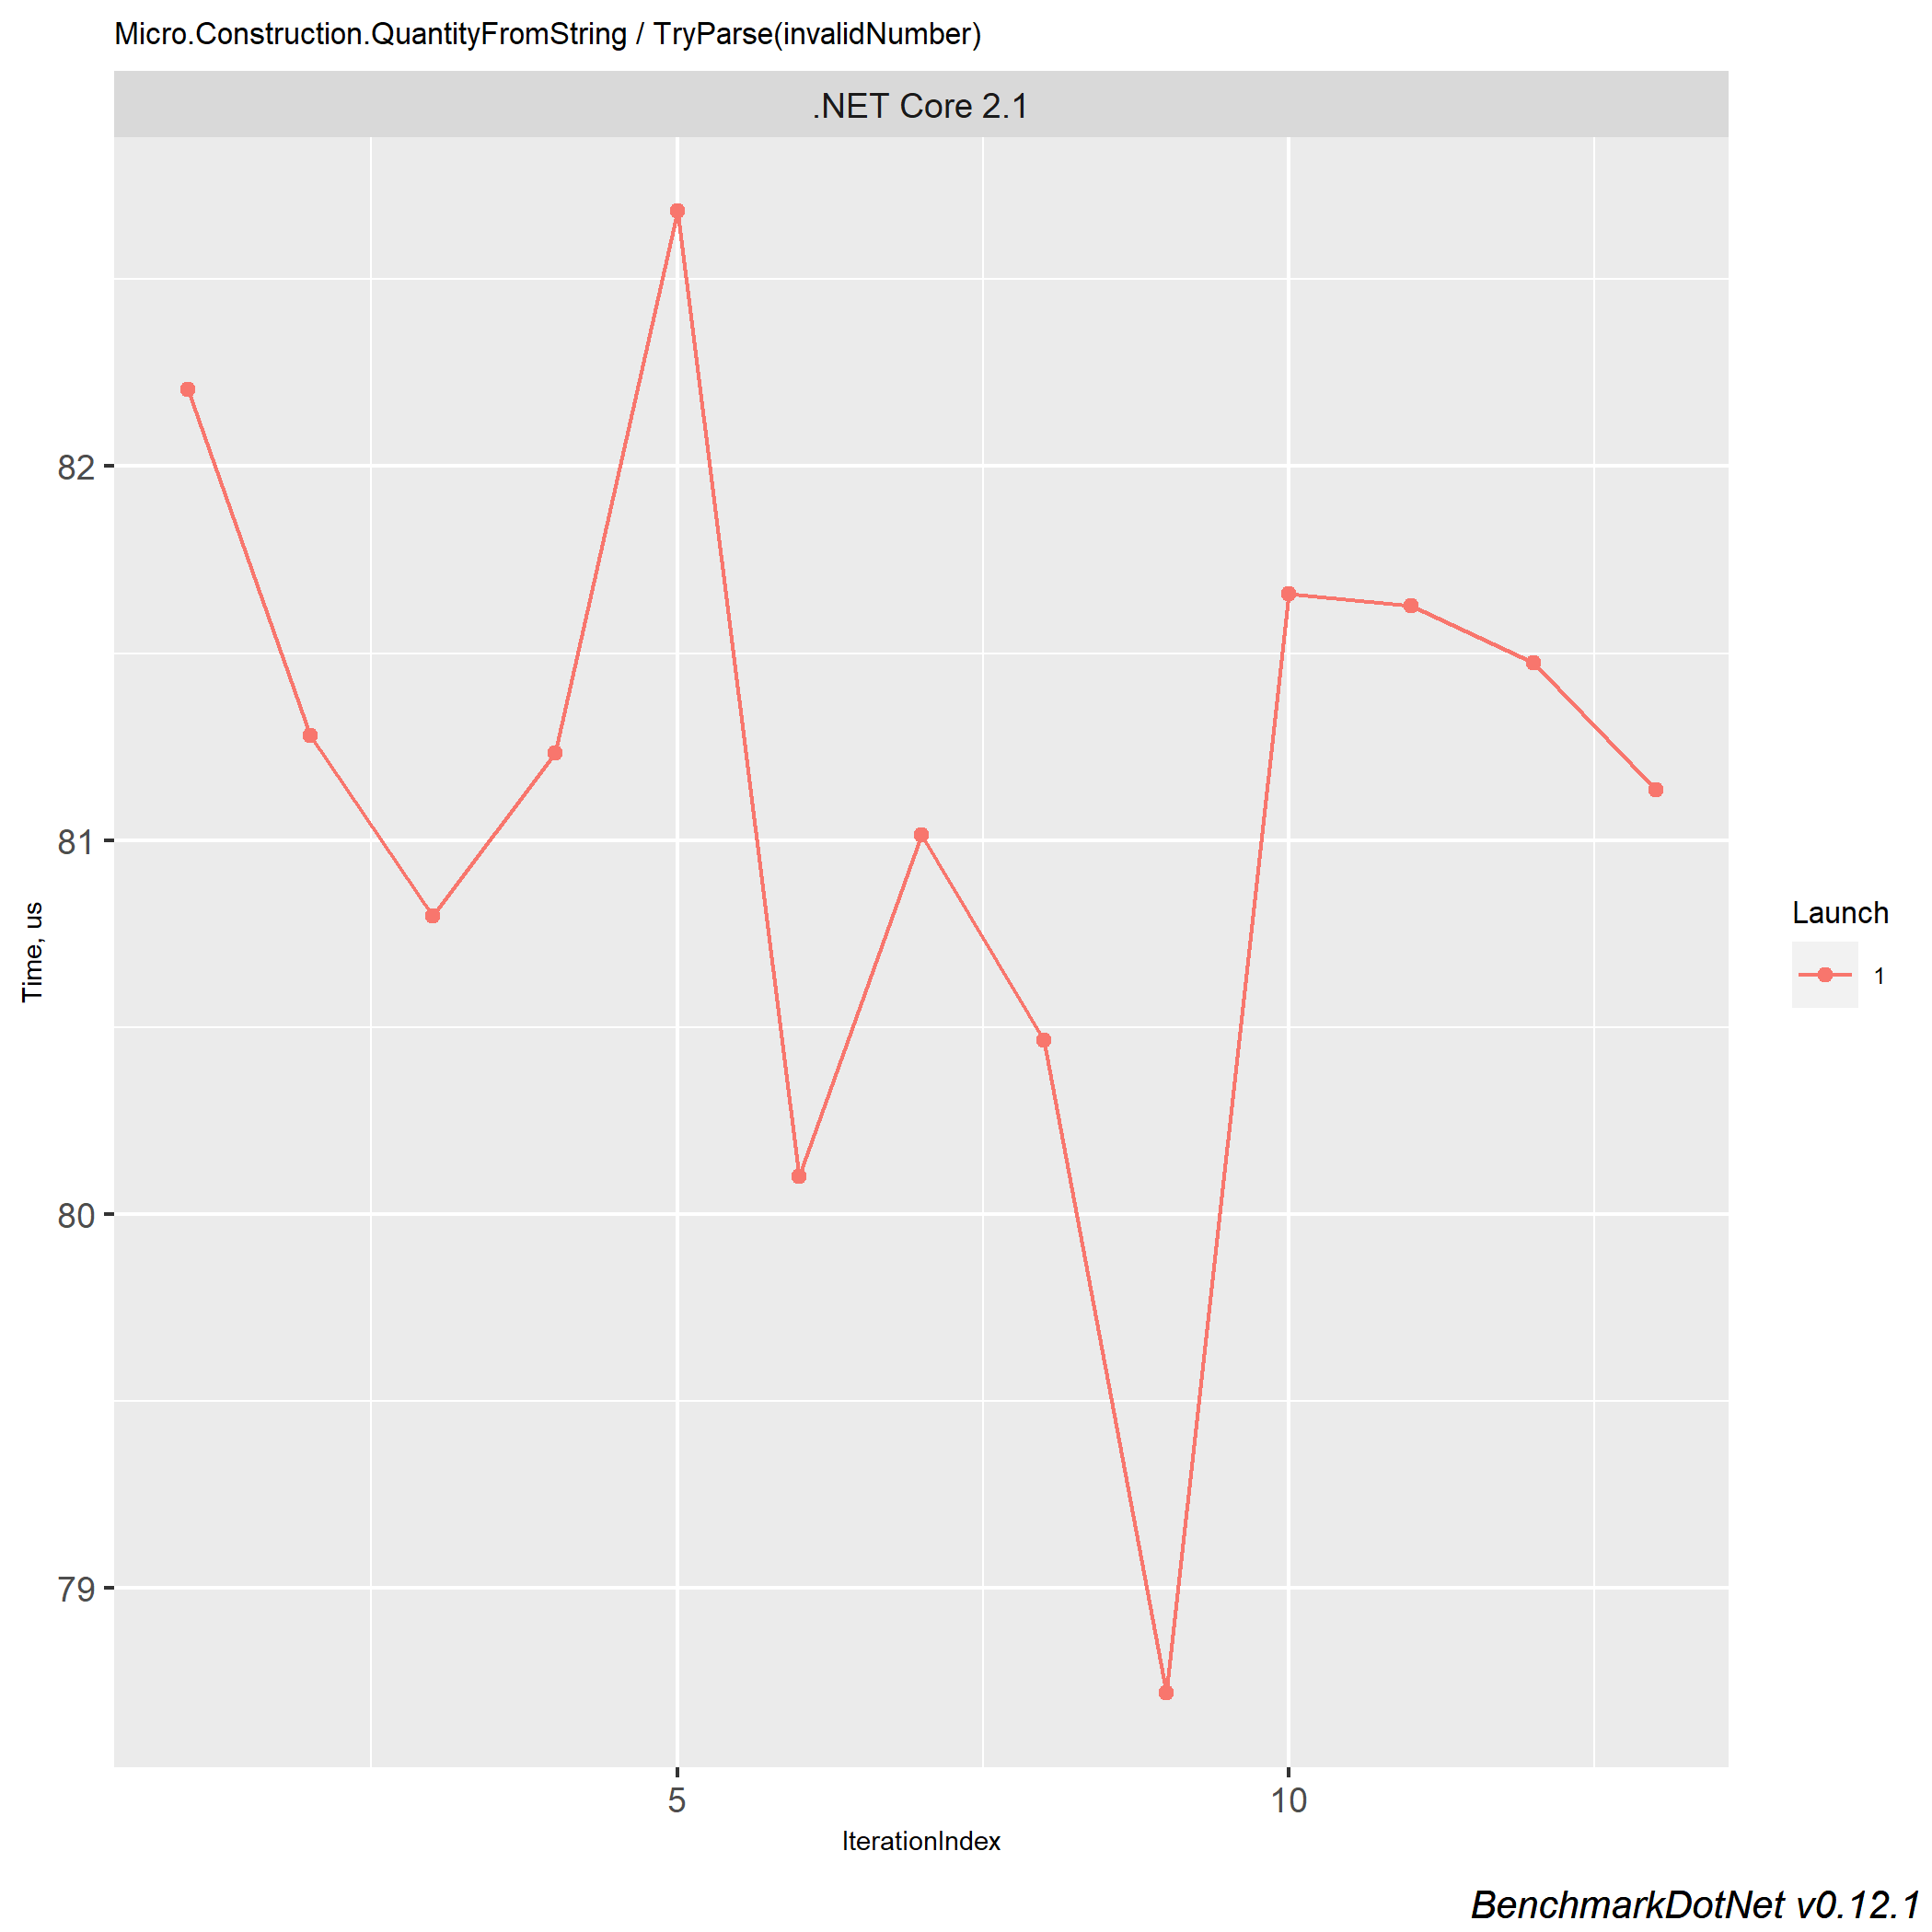 Micro.Construction.QuantityFromString / TryParse(invalidNumber)
.NET Core 2.1
82
81
80
79
Time, us
5
10
IterationIndex
Launch
1
BenchmarkDotNet v0.12.1